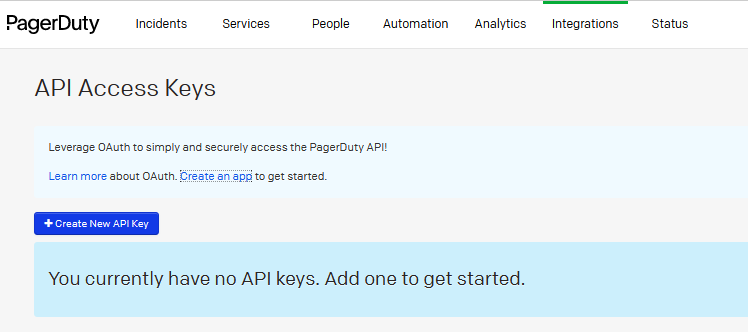 PagerDuty Incidents Services People Automation Analytics Integrations Status
API Access Keys
Leverage OAuth to simply and securely access the PagerDuty API!
Learn more about OAuth. Create an app to get started.
+ Create New API Key
You currently have no API keys. Add one to get started.